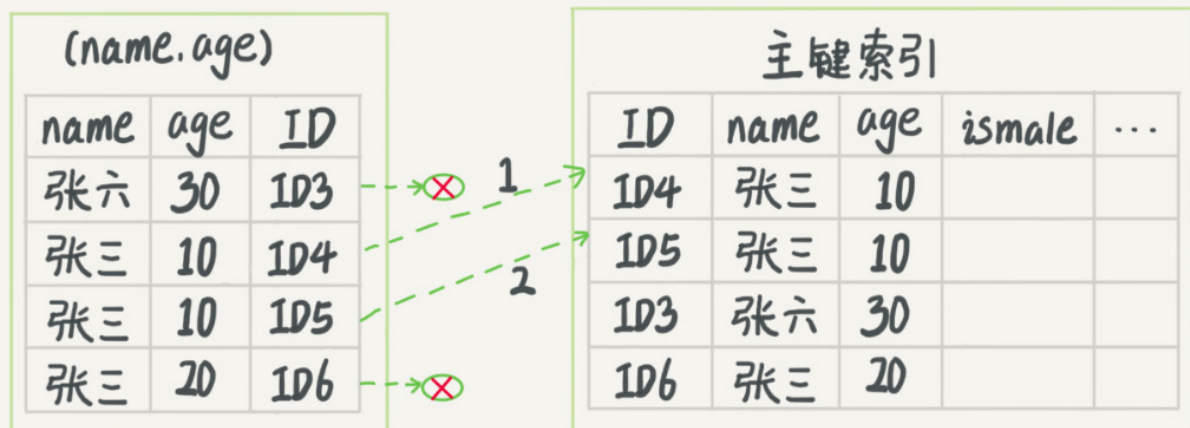 (name.age)
name age ID
张六 30 ID3
张三 10 ID4
张三 10 ID5
张三 20 ID6
1
2
主键索引
ID name age ismale ...
ID4 张三 10
ID5 张三 10
ID3 张六 30
ID6 张三 20